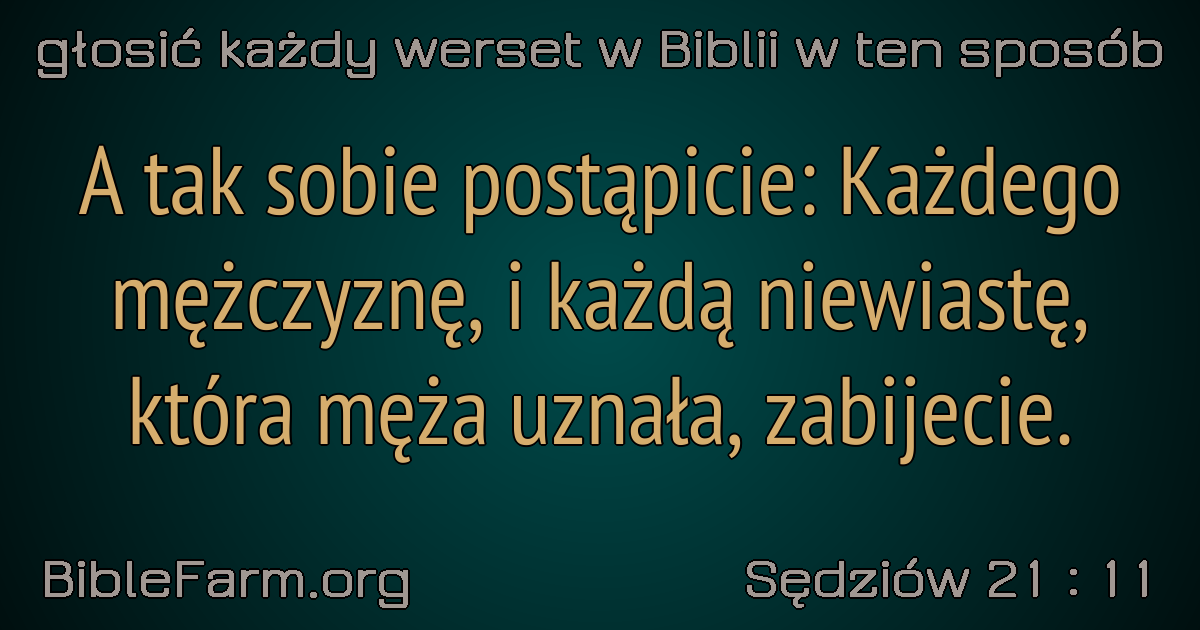 głosić każdy werset w Biblii w ten sposób
A tak sobie postąpicie: Każdego
mężczyznę, i każdą niewiastę,
która męża uznała, zabijecie.
BibleFarm.org
Sędziów 21 : 11